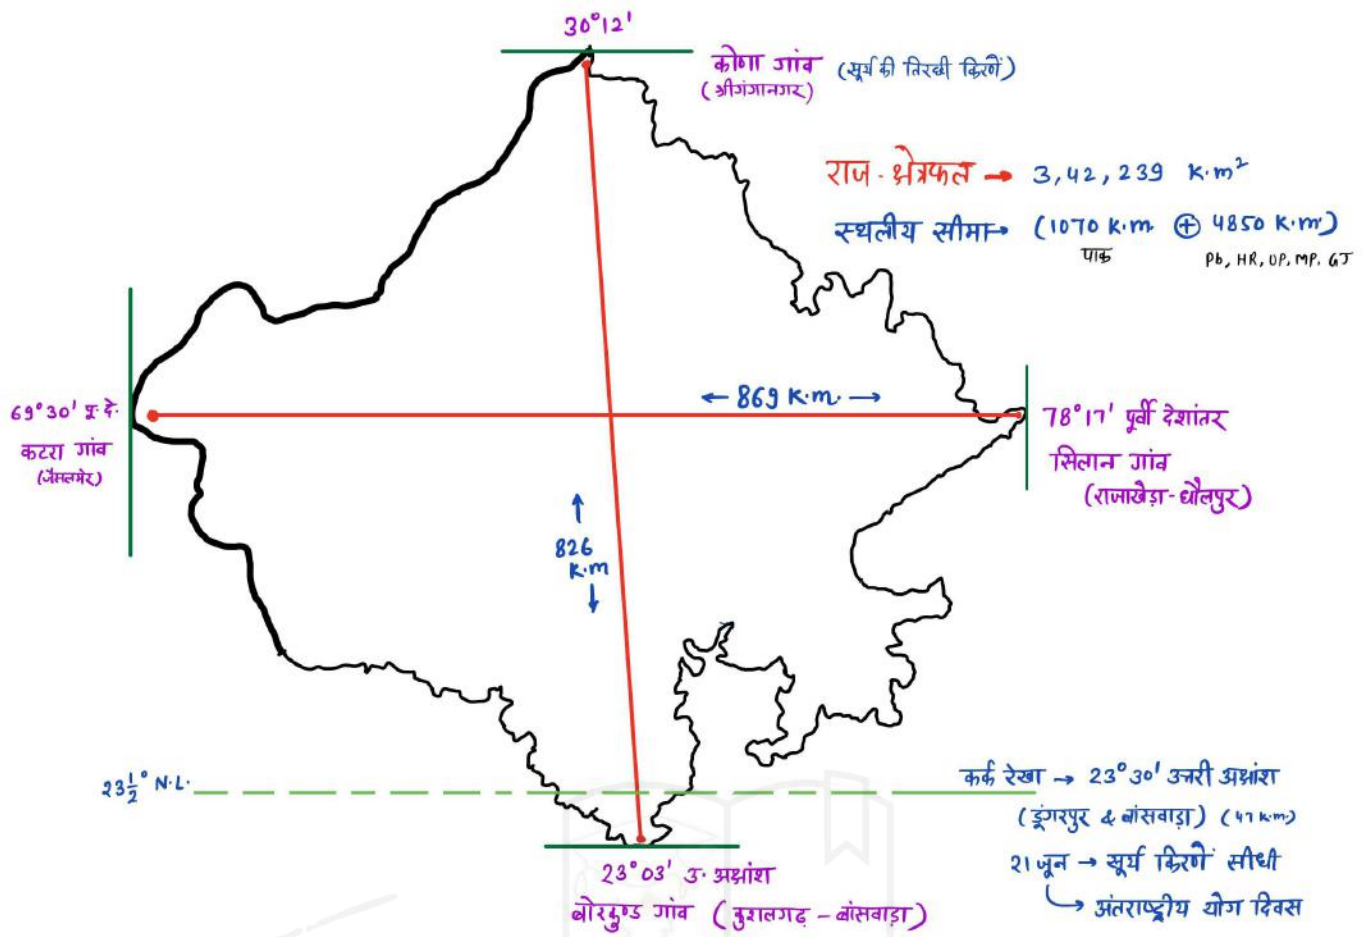 30°12'
कोणा गांव (सूर्य की तिरछी किरणें)
(श्रीगंगानगर)
राज. क्षेत्रफल → 3,42,239 K.m²
स्थलीय सीमा → (1070 K.m. ⊕ 4850 K.m.)
पाक
Pb, HR, UP, MP, GJ
← 869 K.m. →
69°30' पू. दे.
कटरा गांव
(जैसलमेर)
78°17' पूर्वी देशांतर
सिलान गांव
(राजाखेड़ा - धौलपुर)
↑
826
K.m
↓
23½° N.L.
कर्क रेखा → 23°30' उत्तरी अक्षांश
(डूंगरपुर & बांसवाड़ा)
21 जून → सूर्य किरणें सीधी
↳ अंतराष्ट्रीय योग दिवस
23°03' उ. अक्षांश
बोरकुण्ड गांव (कुशलगढ़ - बांसवाड़ा)